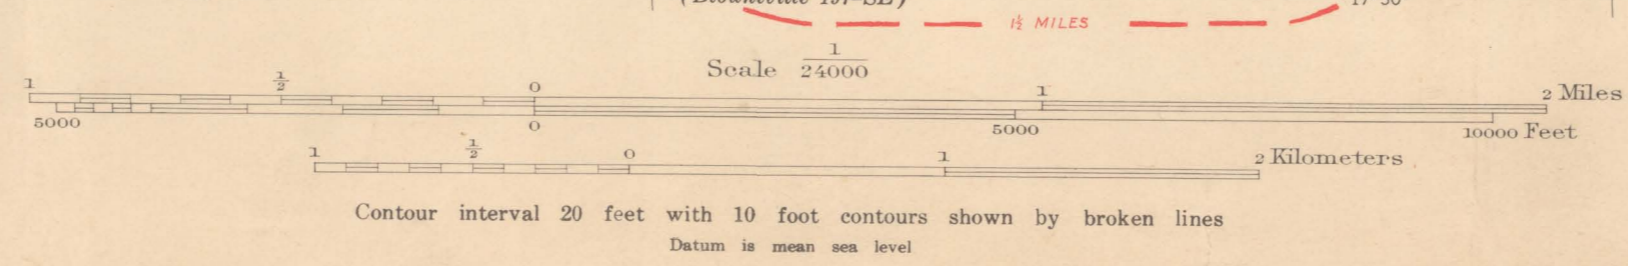 1½ MILES
Scale 1/24000
1 ½ 0 1 2 Miles
5000 0 5000 10000 Feet
1 ½ 0 1 2 Kilometers
Contour interval 20 feet with 10 foot contours shown by broken lines
Datum is mean sea level